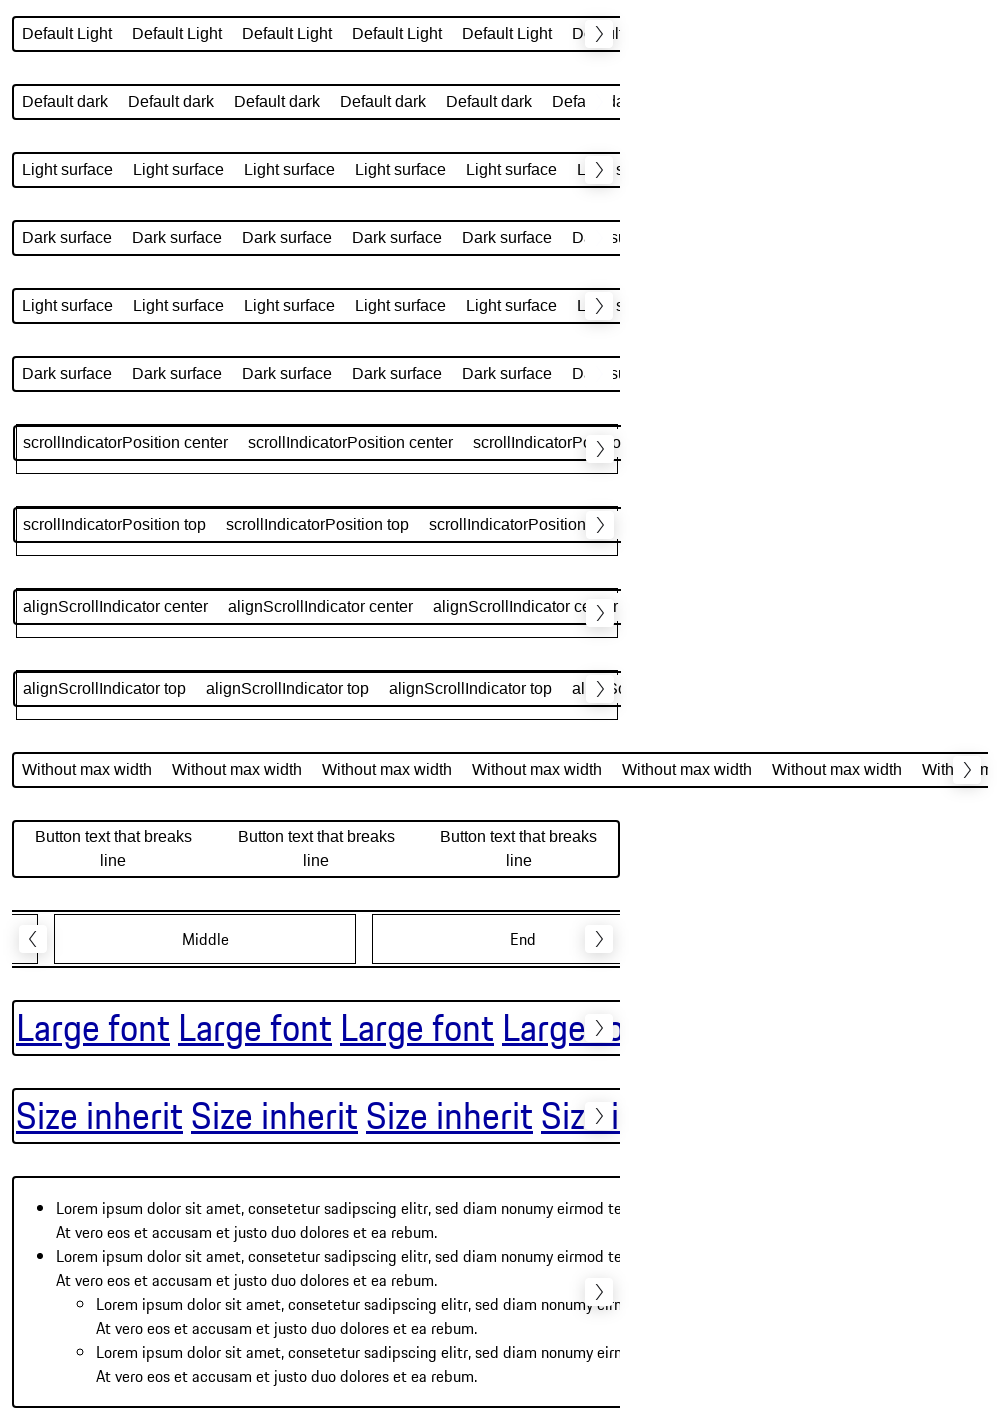 Default Light Default Light Default Light Default Light Default Light
Default dark Default dark Default dark Default dark Default dark Defa
Light surface Light surface Light surface Light surface Light surface
Dark surface Dark surface Dark surface Dark surface Dark surface
Light surface Light surface Light surface Light surface Light surface
Dark surface Dark surface Dark surface Dark surface Dark surface
scrollIndicatorPosition center scrollIndicatorPosition center
scrollIndicatorPosition top scrollIndicatorPosition top scrollIndicatorPosition
alignScrollIndicator center alignScrollIndicator center alignScrollIndicator
alignScrollIndicator top alignScrollIndicator top alignScrollIndicator top
Without max width Without max width Without max width Without max width Without max width Without max width
Button text that breaks line
Button text that breaks line
Button text that breaks line
Middle
End
Large font Large font Large font Large
Size inherit Size inherit Size inherit
Lorem ipsum dolor sit amet, consetetur sadipscing elitr, sed diam nonumy eirmod te
At vero eos et accusam et justo duo dolores et ea rebum.
Lorem ipsum dolor sit amet, consetetur sadipscing elitr, sed diam nonumy eirmod te
At vero eos et accusam et justo duo dolores et ea rebum.
Lorem ipsum dolor sit amet, consetetur sadipscing elitr, sed diam nonumy
At vero eos et accusam et justo duo dolores et ea rebum.
Lorem ipsum dolor sit amet, consetetur sadipscing elitr, sed diam nonumy eirm
At vero eos et accusam et justo duo dolores et ea rebum.